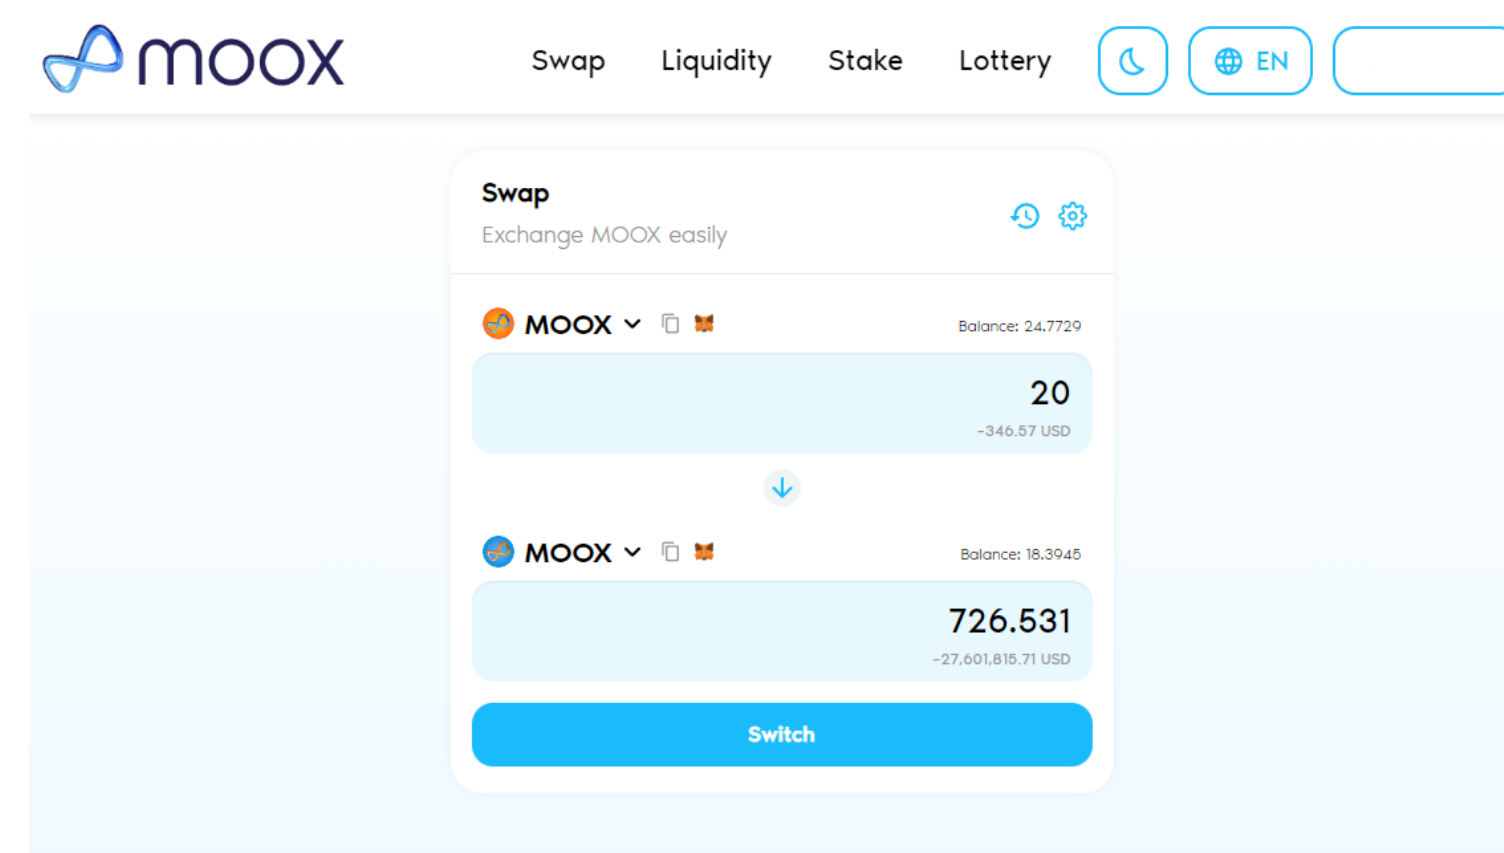 moox
Swap Liquidity Stake Lottery EN
Swap
Exchange MOOX easily
MOOX Balance: 24.7729
20
-346.57 USD
MOOX Balance: 18.3945
726.531
-27,601,815.71 USD
Switch